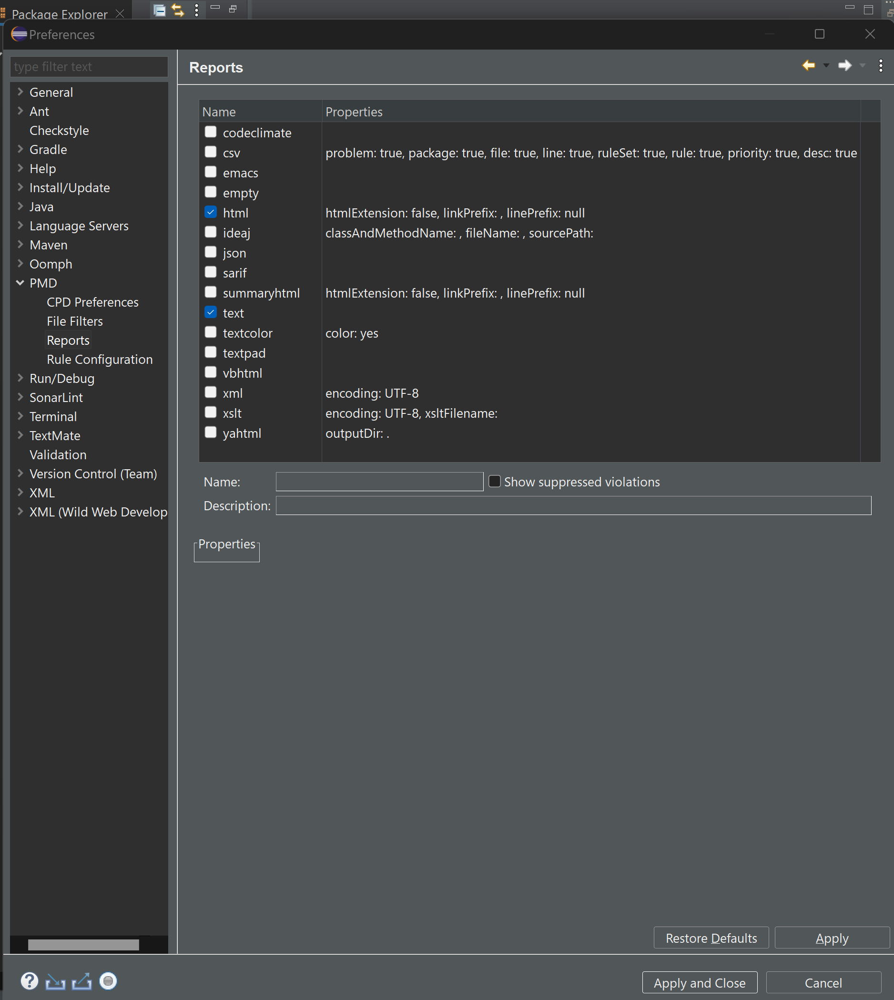 Package Explorer
Preferences
type filter text
General
Ant
Checkstyle
Gradle
Help
Install/Update
Java
Language Servers
Maven
Oomph
PMD
CPD Preferences
File Filters
Reports
Rule Configuration
Run/Debug
SonarLint
Terminal
TextMate
Validation
Version Control (Team)
XML
XML (Wild Web Develop
Reports
Name Properties
codeclimate
csv problem: true, package: true, file: true, line: true, ruleSet: true, rule: true, priority: true, desc: true
emacs
empty
html htmlExtension: false, linkPrefix: , linePrefix: null
ideaj classAndMethodName: , fileName: , sourcePath:
json
sarif
summaryhtml htmlExtension: false, linkPrefix: , linePrefix: null
text
textcolor color: yes
textpad
vbhtml
xml encoding: UTF-8
xslt encoding: UTF-8, xsltFilename:
yahtml outputDir: .
Name: Show suppressed violations
Description:
Properties
Restore Defaults Apply
Apply and Close Cancel